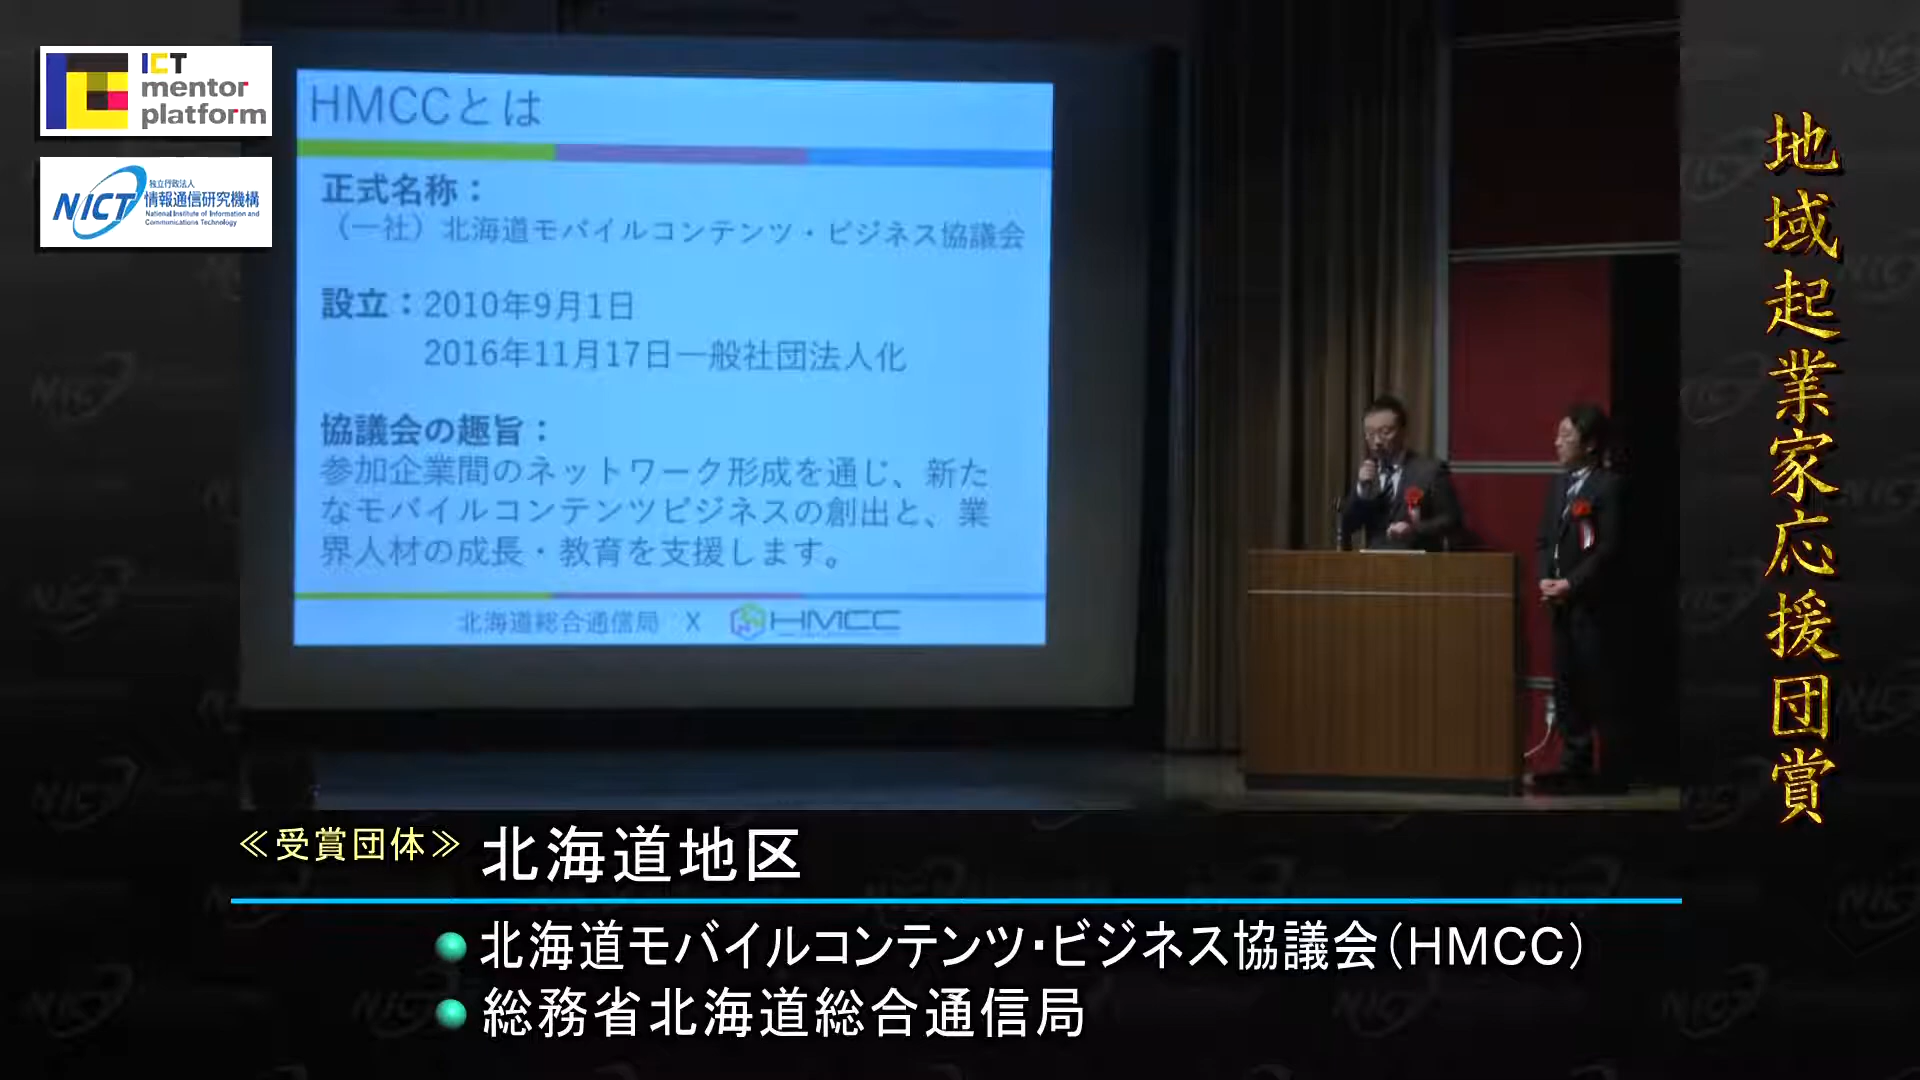 ICT
mentor
platform
NICT
独立行政法人
情報通信研究機構
National Institute of Information and
Communications Technology
HMCCとは
正式名称：
（一社）北海道モバイルコンテンツ・ビジネス協議会
設立：2010年9月1日
2016年11月17日一般社団法人化
協議会の趣旨：
参加企業間のネットワーク形成を通じ、新た
なモバイルコンテンツビジネスの創出と、業
界人材の成長・教育を支援します。
北海道総合通信局 X HMCC
地域起業家応援団賞
≪受賞団体≫ 北海道地区
北海道モバイルコンテンツ・ビジネス協議会（HMCC）
総務省北海道総合通信局